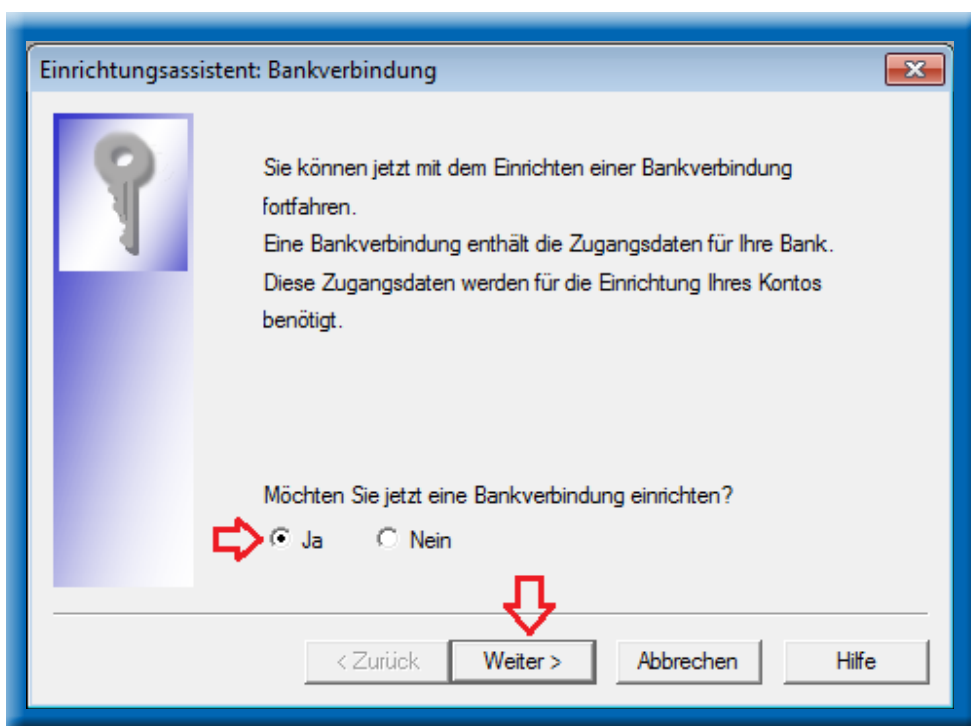 Einrichtungsassistent: Bankverbindung
Sie können jetzt mit dem Einrichten einer Bankverbindung
fortfahren.
Eine Bankverbindung enthält die Zugangsdaten für Ihre Bank.
Diese Zugangsdaten werden für die Einrichtung Ihres Kontos
benötigt.
Möchten Sie jetzt eine Bankverbindung einrichten?
Ja Nein
< Zurück Weiter > Abbrechen Hilfe